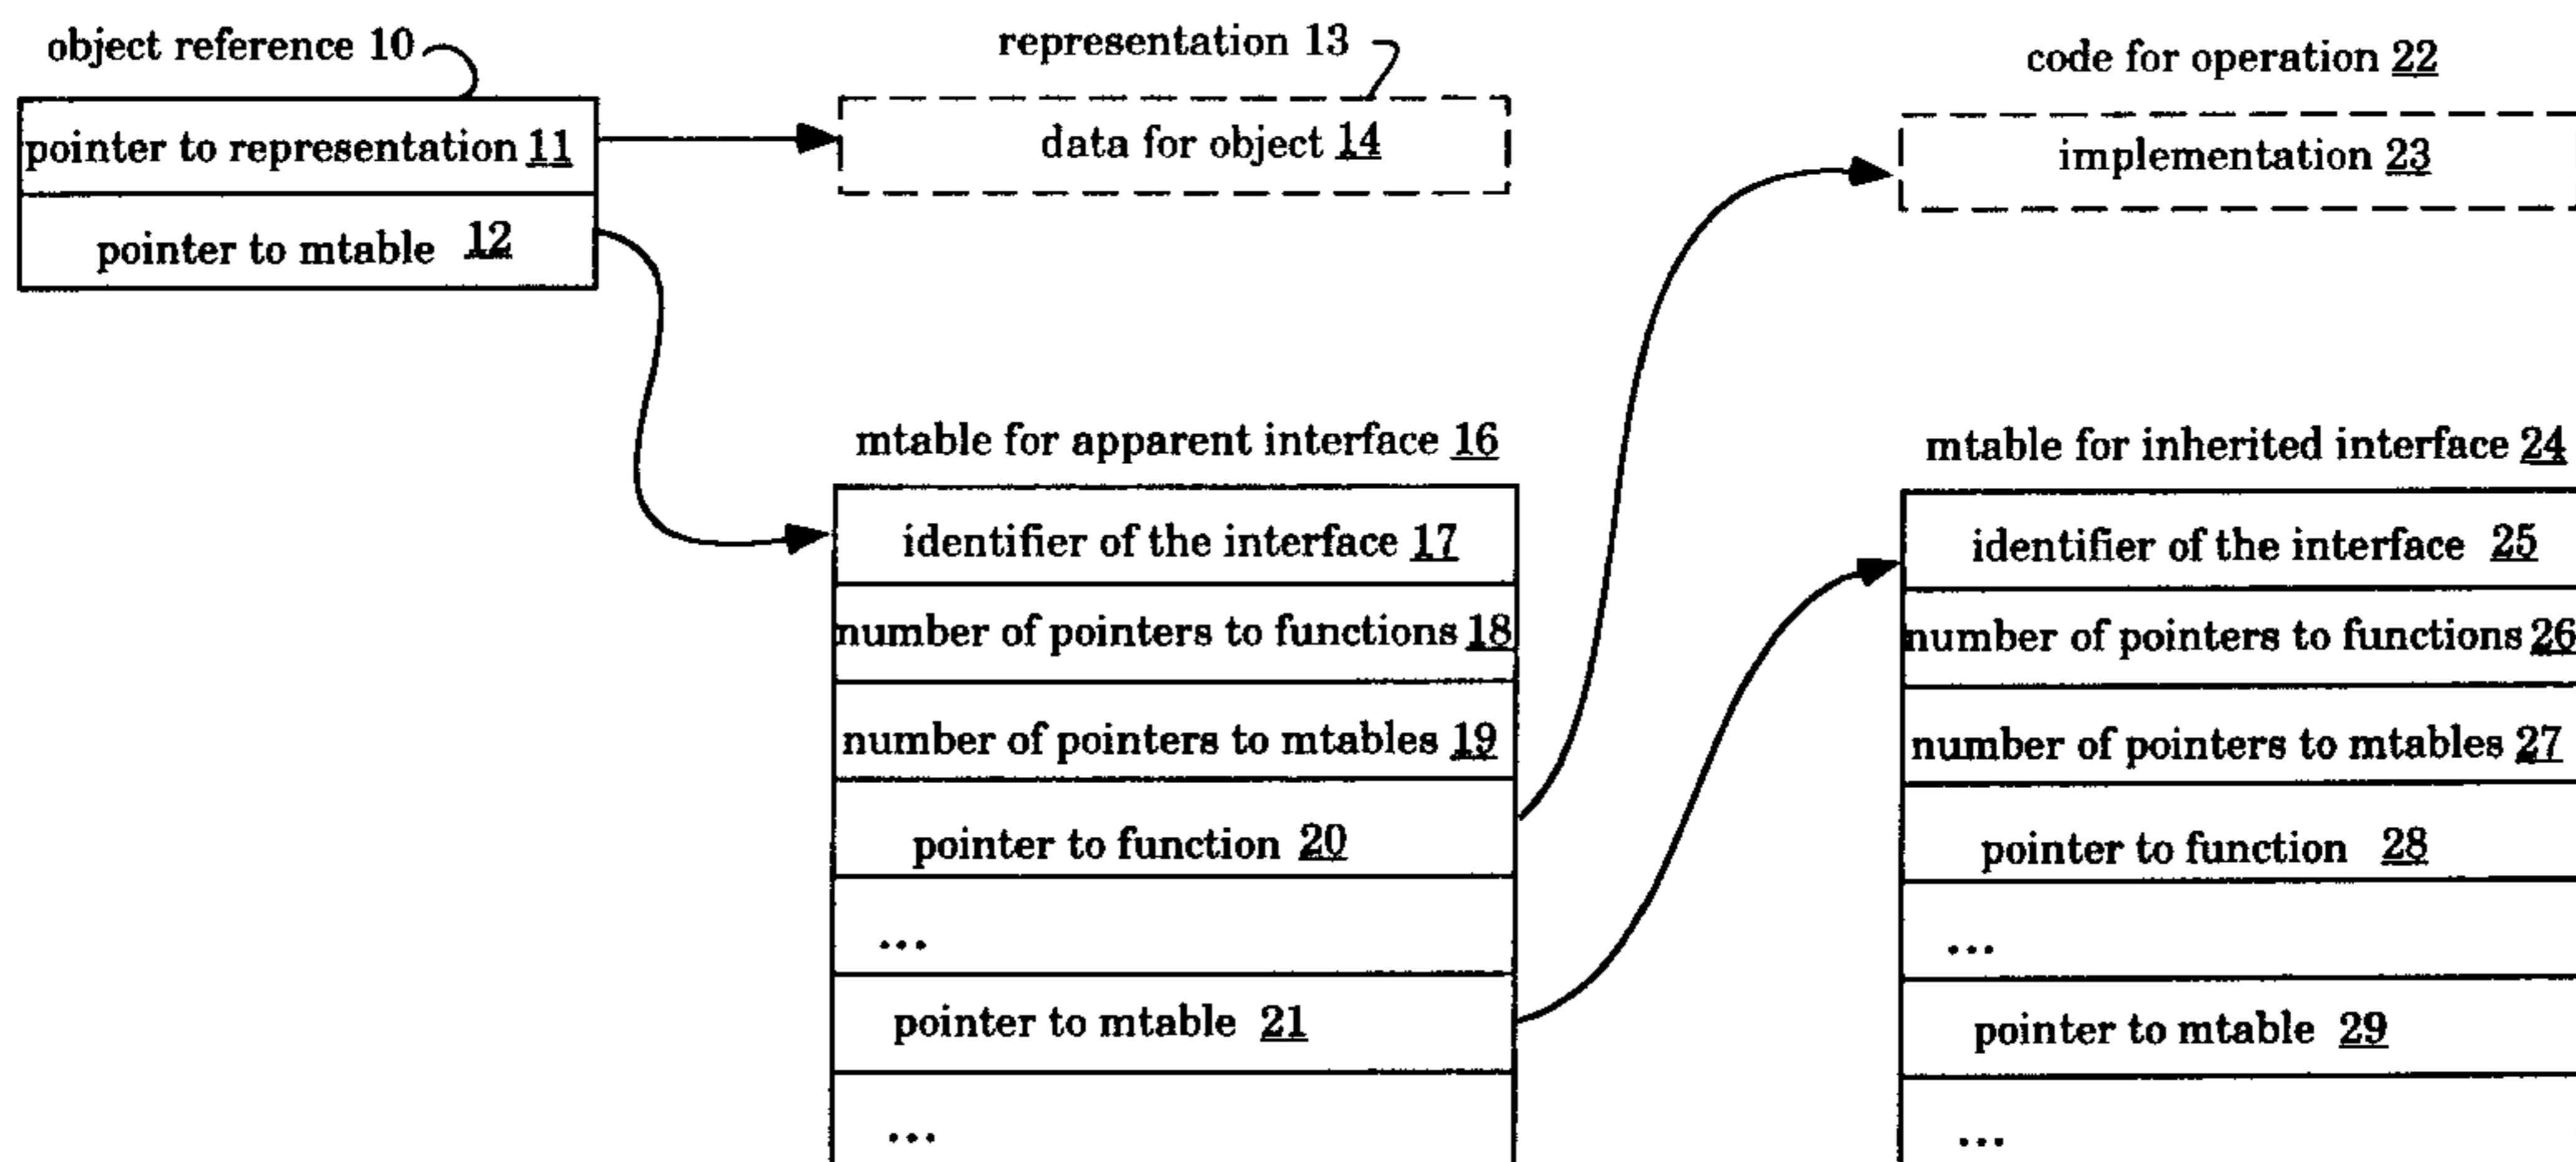 object reference 10
pointer to representation 11
pointer to mtable 12
representation 13
data for object 14
code for operation 22
implementation 23
mtable for apparent interface 16
identifier of the interface 17
number of pointers to functions 18
number of pointers to mtables 19
pointer to function 20
...
pointer to mtable 21
...
mtable for inherited interface 24
identifier of the interface 25
number of pointers to functions 26
number of pointers to mtables 27
pointer to function 28
...
pointer to mtable 29
...